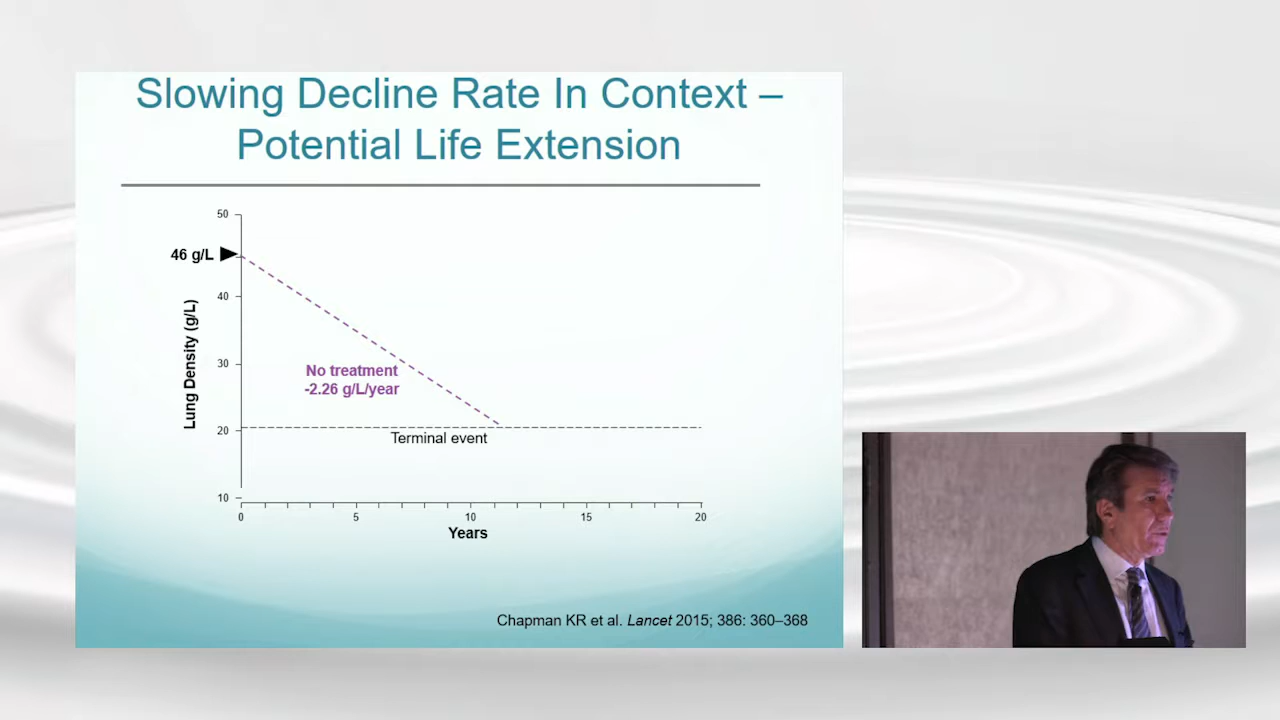 Slowing Decline Rate In Context –
Potential Life Extension
50
46 g/L
40
30
20
10
Lung Density (g/L)
No treatment
-2.26 g/L/year
Terminal event
0
5
10
15
20
Years
Chapman KR et al. Lancet 2015; 386: 360–368